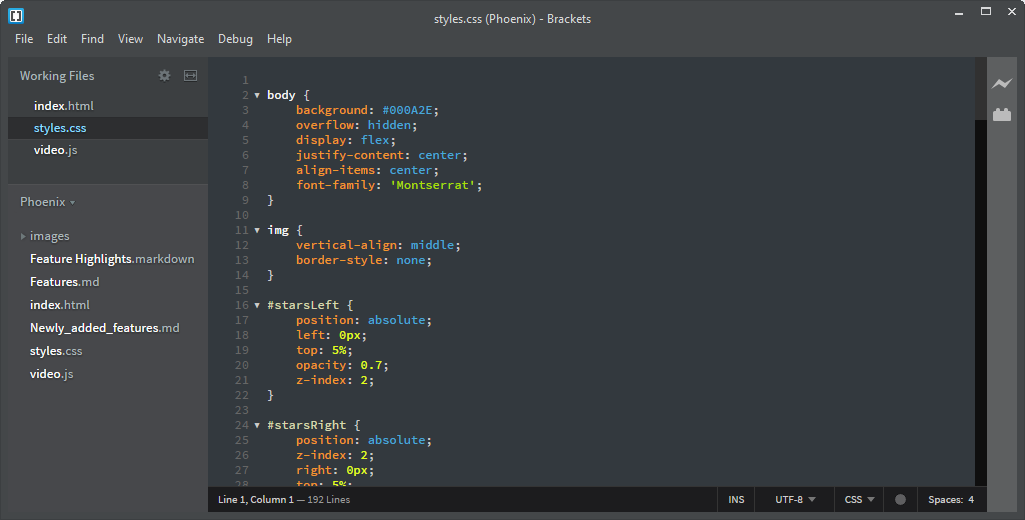 styles.css (Phoenix) - Brackets
File Edit Find View Navigate Debug Help
Working Files
index.html
styles.css
video.js
Phoenix
images
Feature Highlights.markdown
Features.md
index.html
Newly_added_features.md
styles.css
video.js
1
2 body {
3     background: #000A2E;
4     overflow: hidden;
5     display: flex;
6     justify-content: center;
7     align-items: center;
8     font-family: 'Montserrat';
9 }
10
11 img {
12     vertical-align: middle;
13     border-style: none;
14 }
15
16 #starsLeft {
17     position: absolute;
18     left: 0px;
19     top: 5%;
20     opacity: 0.7;
21     z-index: 2;
22 }
23
24 #starsRight {
25     position: absolute;
26     z-index: 2;
27     right: 0px;
28     top: 5%;
Line 1, Column 1 — 192 Lines INS UTF-8 CSS Spaces: 4